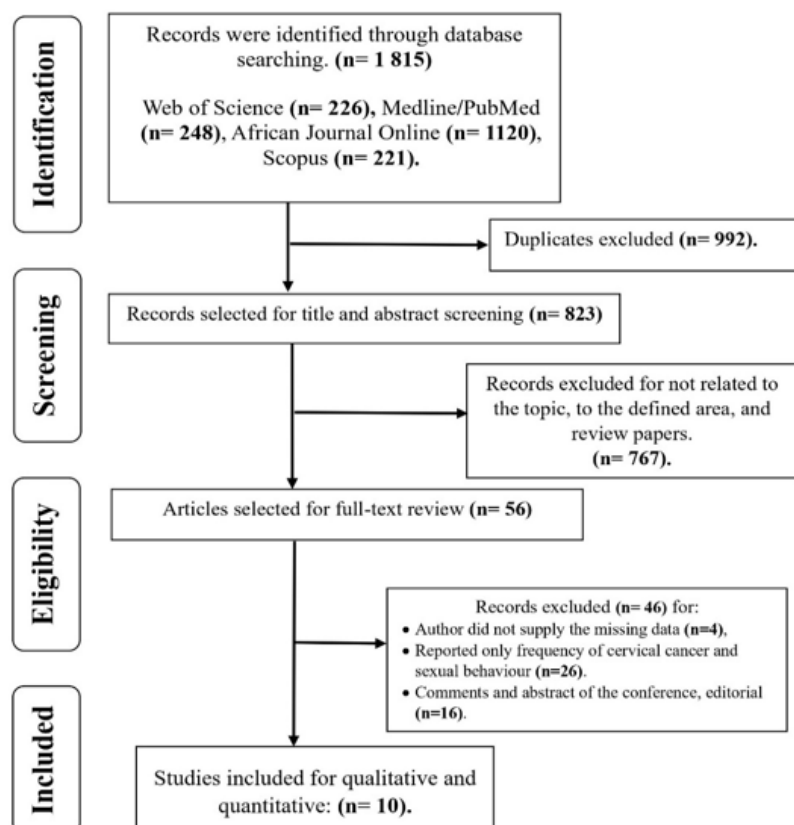 Identification
Records were identified through database
searching. (n= 1 815)
Web of Science (n= 226), Medline/PubMed
(n= 248), African Journal Online (n= 1120),
Scopus (n= 221).
Duplicates excluded (n= 992).
Screening
Records selected for title and abstract screening (n= 823)
Records excluded for not related to
the topic, to the defined area, and
review papers.
(n= 767).
Eligibility
Articles selected for full-text review (n= 56)
Records excluded (n= 46) for:
• Author did not supply the missing data (n=4),
• Reported only frequency of cervical cancer and
sexual behaviour (n=26).
• Comments and abstract of the conference, editorial
(n=16).
Included
Studies included for qualitative and
quantitative: (n= 10).